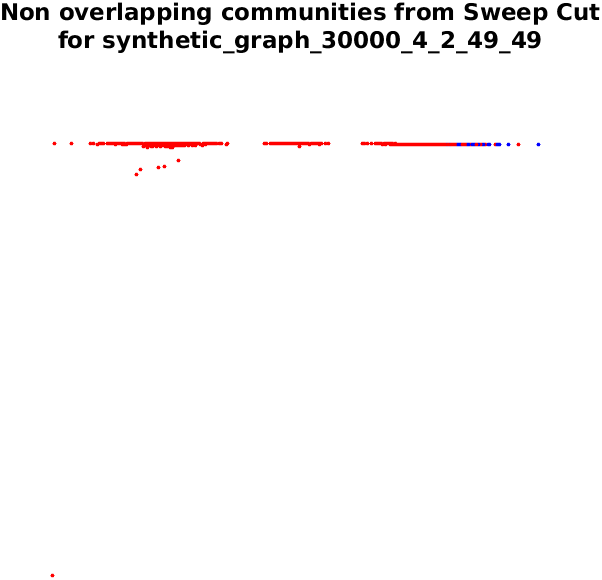 Non overlapping communities from Sweep Cut
for synthetic_graph_30000_4_2_49_49